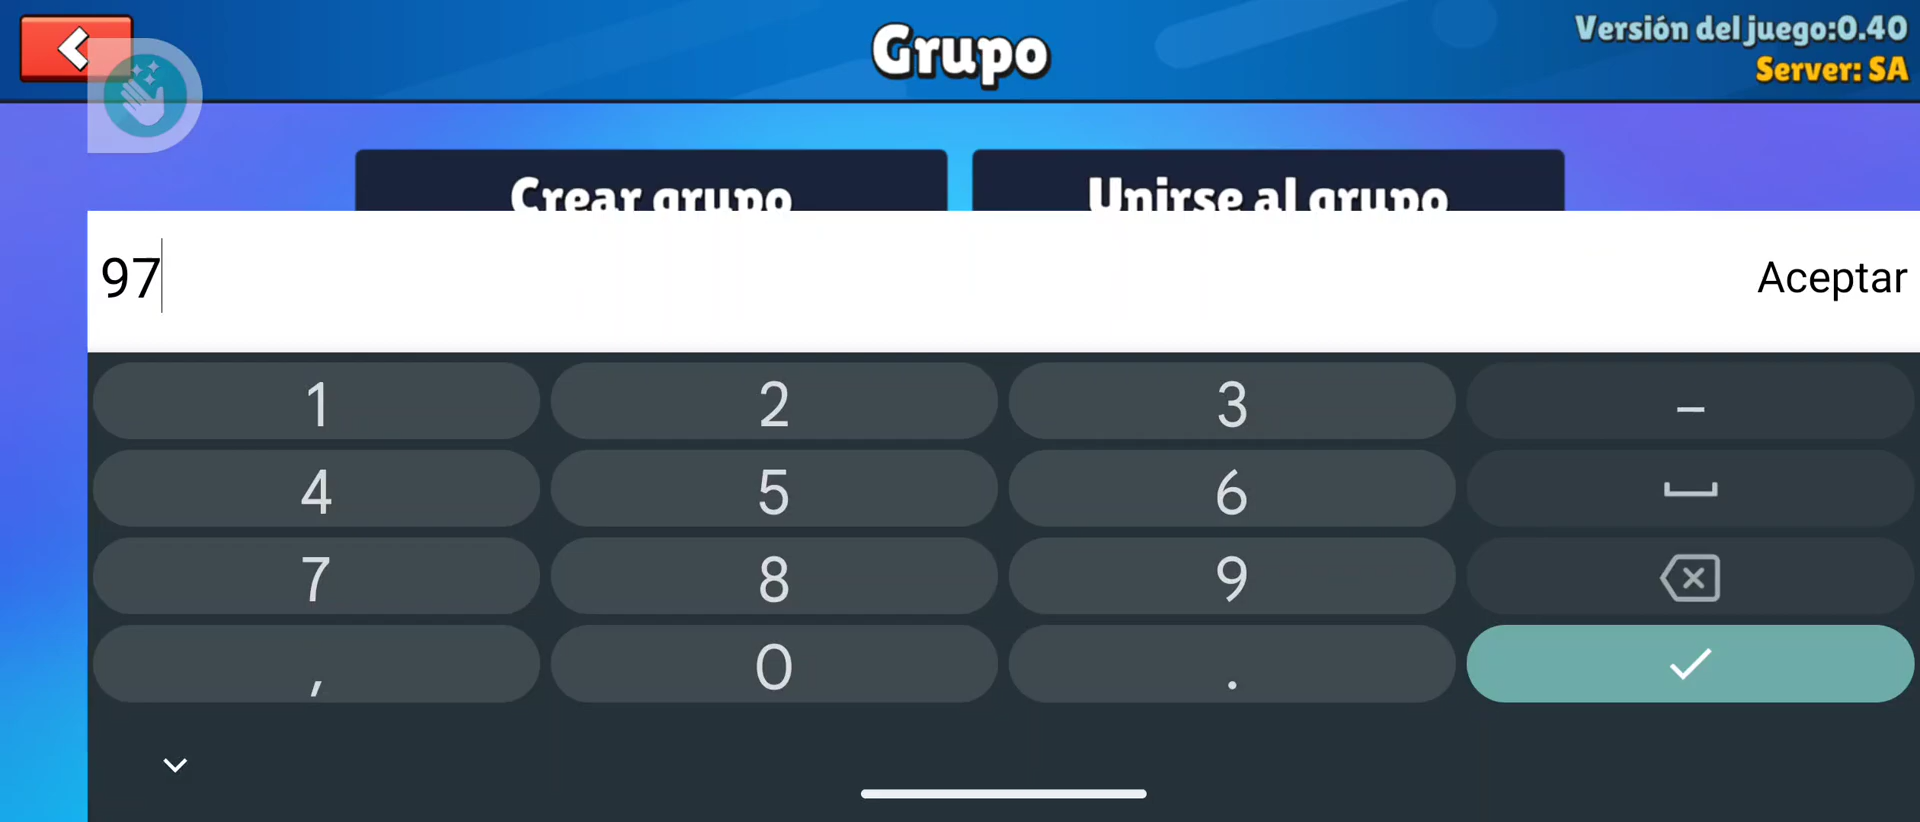 Grupo
Versión del juego:0.40
Server: SA
Crear grupo
Unirse al grupo
97
Aceptar
1 2 3 –
4 5 6
7 8 9
, 0 .